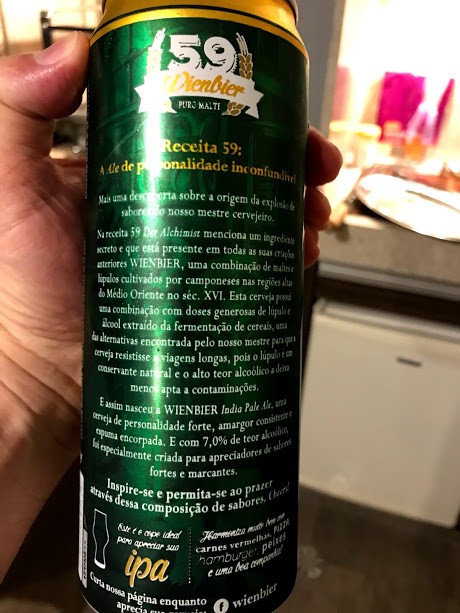 59
Wienbier
PURO MALTE
Receita 59:
A Ale de personalidade inconfundível
Mais uma descoberta sobre a origem da explosão de
sabores do nosso mestre cervejeiro.
Na receita 59 Der Alchimist menciona um ingrediente
secreto e que está presente em todas as suas criações
anteriores WIENBIER, uma combinação de maltes e
lúpulos cultivados por camponeses nas regiões altas
do Médio Oriente no séc. XVI. Esta cerveja possui
uma combinação com doses generosas de lúpulo e
álcool extraído da fermentação de cereais, uma
das alternativas encontrada pelo nosso mestre para que a
cerveja resistisse a viagens longas, pois o lúpulo é um
conservante natural e o alto teor alcoólico a deixa
menos apta a contaminações.
E assim nasceu a WIENBIER India Pale Ale, uma
cerveja de personalidade forte, amargor consistente e
espuma encorpada. E com 7,0% de teor alcoólico,
foi especialmente criada para apreciadores de sabores
fortes e marcantes.
Inspire-se e permita-se ao prazer
através dessa composição de sabores. Cheers!
Este é o copo ideal
para apreciar sua
ipa
Harmoniza muito bem com
carnes vermelhas, pizza,
hamburger, peixes
e uma boa companhia!
Curta nossa página enquanto
aprecia sua
f wienbier